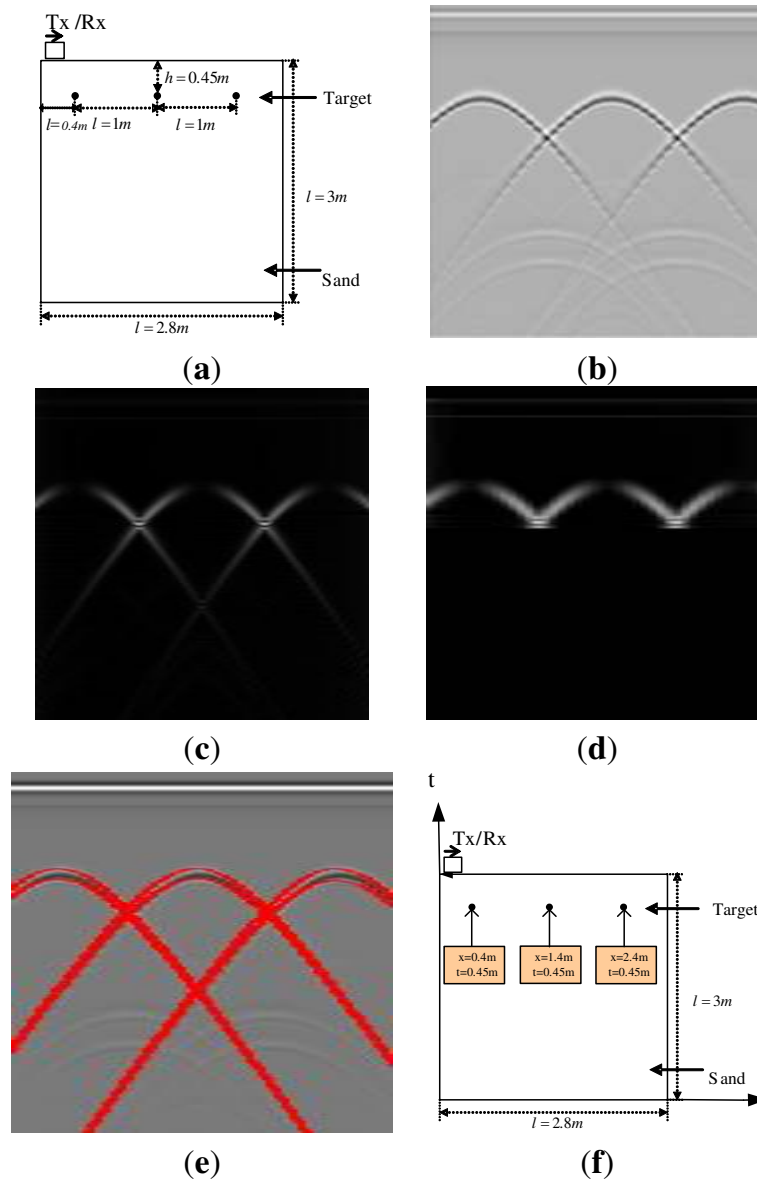 Tx /Rx
h = 0.45m
Target
l = 0.4m l = 1m l = 1m
l = 3m
Sand
l = 2.8m
(a)
(b)
(c)
(d)
(e)
t
Tx/Rx
Target
x=0.4m x=1.4m x=2.4m
t=0.45m t=0.45m t=0.45m
l = 3m
Sand
l = 2.8m
(f)